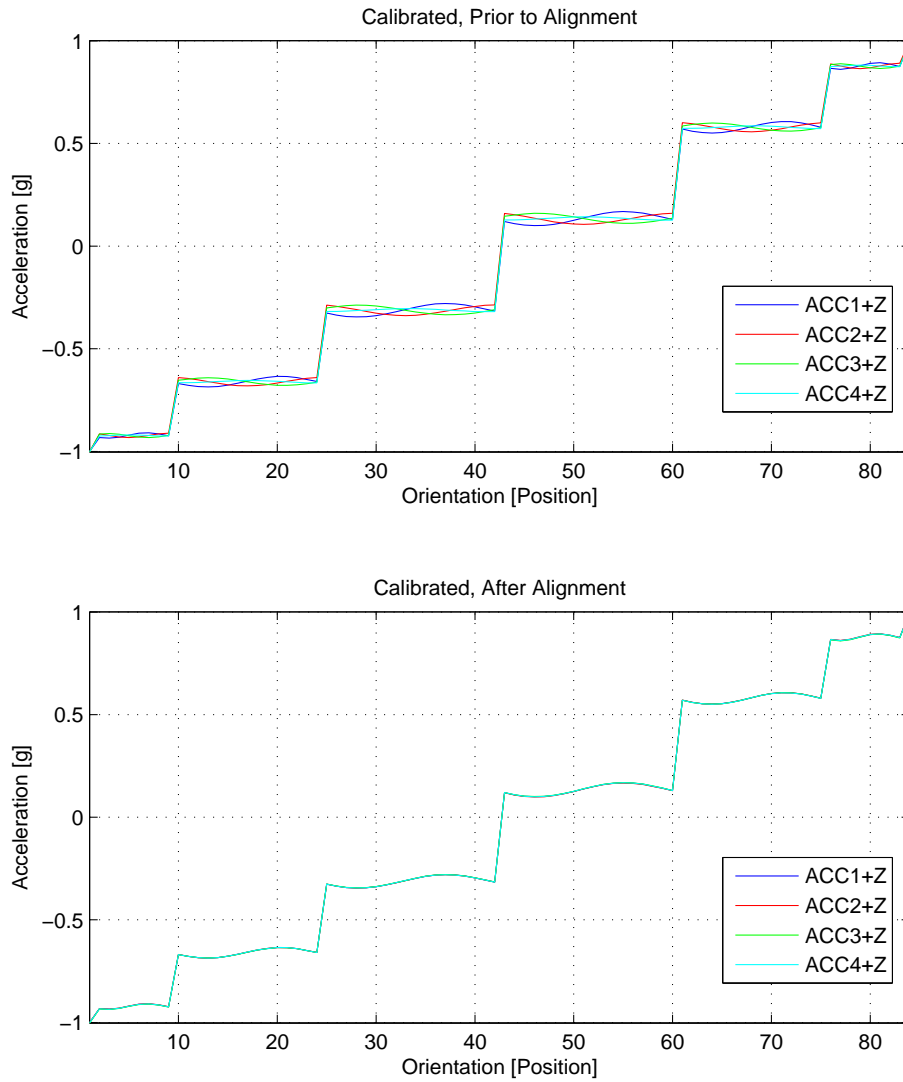 Calibrated, Prior to Alignment
1
0.5
0
−0.5
−1
Acceleration [g]
ACC1+Z
ACC2+Z
ACC3+Z
ACC4+Z
10 20 30 40 50 60 70 80
Orientation [Position]
Calibrated, After Alignment
1
0.5
0
−0.5
−1
Acceleration [g]
ACC1+Z
ACC2+Z
ACC3+Z
ACC4+Z
10 20 30 40 50 60 70 80
Orientation [Position]